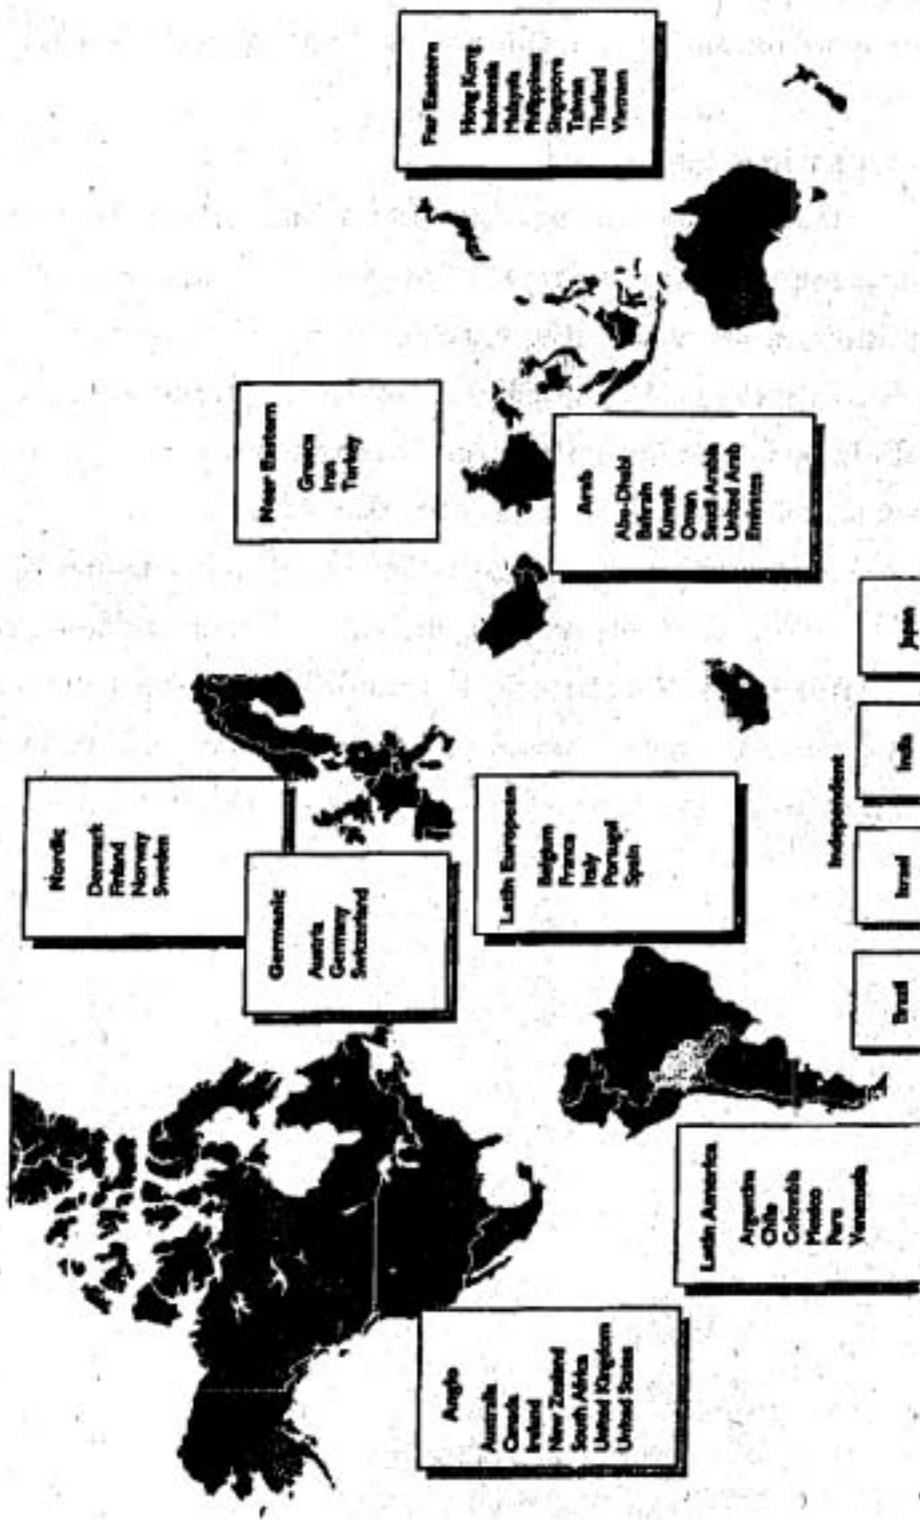 Nordic
Denmark
Finland
Norway
Sweden
Germanic
Austria
Germany
Switzerland
Near Eastern
Greece
Iran
Turkey
Far Eastern
Hong Kong
Indonesia
Malaysia
Philippines
Singapore
Taiwan
Thailand
Vietnam
Anglo
Australia
Canada
Ireland
New Zealand
South Africa
United Kingdom
United States
Latin European
Belgium
France
Italy
Portugal
Spain
Arab
Abu-Dhabi
Bahrain
Kuwait
Oman
Saudi Arabia
United Arab
Emirates
Latin America
Argentina
Chile
Colombia
Mexico
Peru
Venezuela
Independent
Brazil
Israel
India
Japan